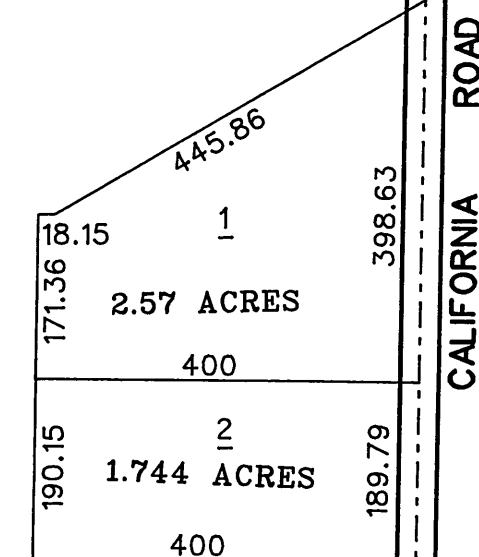 ROAD
445.86
398.63
1
18.15
CALIFORNIA
171.36
2.57 ACRES
400
2
190.15
189.79
1.744 ACRES
400